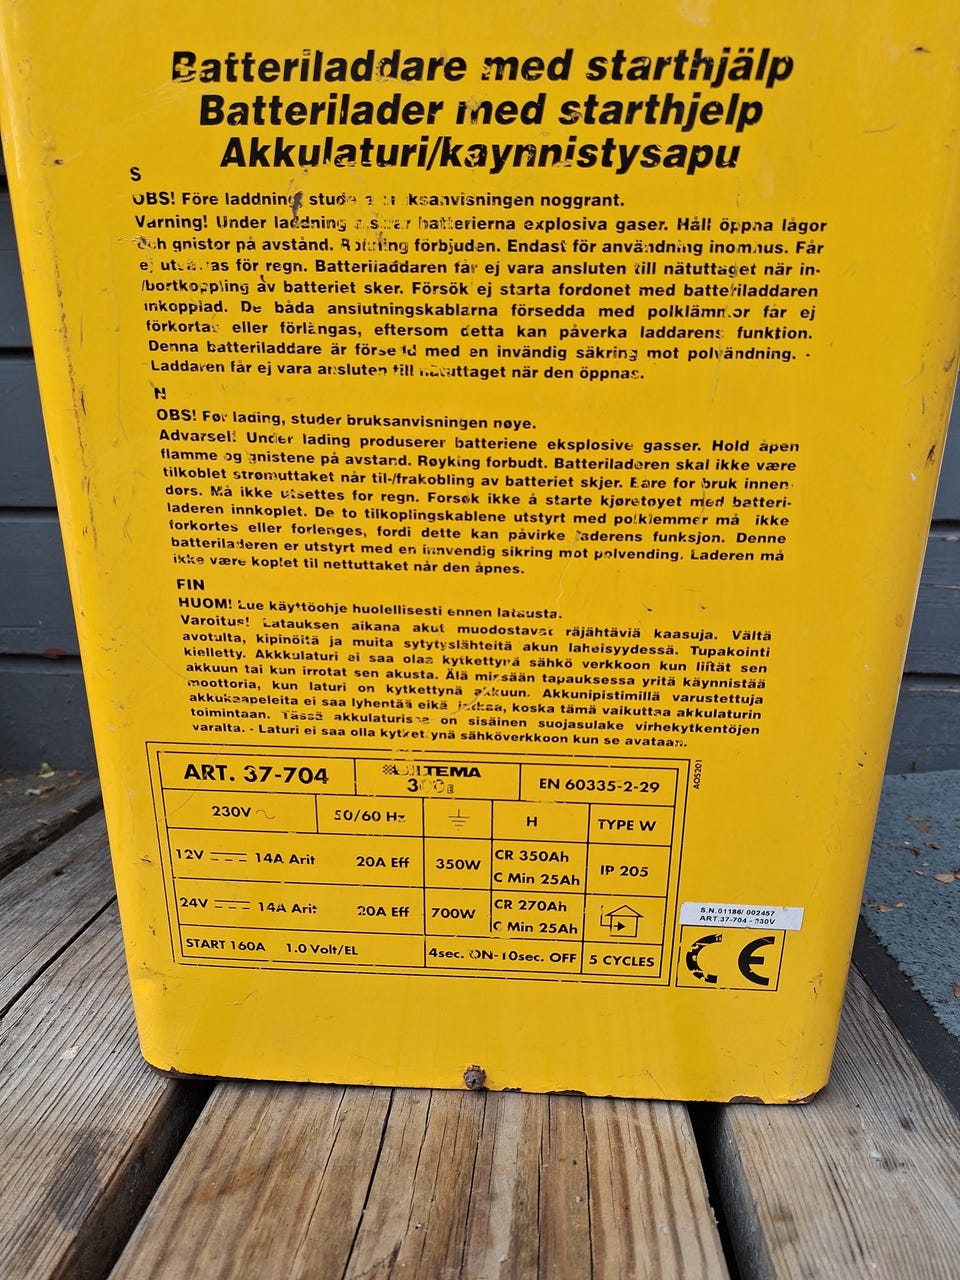 Batteriladdare med starthjälp
Batterilader med starthjelp
Akkulaturi/kaynnistysapu
S
OBS! Före laddning noggrant.
Varning! Under laddning batterierna explosiva gaser. Håll öppna lågor
och gnistor på avstånd. förbjuden. Endast för användning inomhus. Får
ej för regn. Batteriladdaren får ej vara ansluten till nätuttaget när in-
/bortkoppling av batteriet sker. Försök ej starta fordonet med batteriladdaren
inkopplad. De båda anslutningskablarna försedda med polklämmor får ej
förkortas eller förlängas, eftersom detta kan påverka laddarens funktion.
Denna batteriladdare är försedd med en invändig säkring mot polvändning. -
Laddaren får ej vara ansluten till nätuttaget när den öppnas.
N
OBS! Før lading, studer bruksanvisningen nøye.
Advarsel! Under lading produserer batteriene eksplosive gasser. Hold åpen
flamme og gnistene på avstand. Røyking forbudt. Batteriladeren skal ikke være
tilkoblet strømuttaket når til-/frakobling av batteriet skjer. Bare for bruk innen-
dørs. Må ikke utsettes for regn. Forsøk ikke å starte kjøretøyet med batteri-
laderen innkoplet. De to tilkoplingskablene utstyrt med polklemmer må ikke
forkortes eller forlenges, fordi dette kan påvirke laderens funksjon. Denne
batteriladeren er utstyrt med en innvendig sikring mot polvending. Laderen må
ikke være koplet til nettuttaket når den åpnes.
FIN
HUOM! Lue käyttöohje huolellisesti ennen latausta.
Varoitus! Latauksen aikana akut muodostavat räjähtäviä kaasuja. Vältä
avotulta, kipinöitä ja muita sytytyslähteitä akun laheisyydessä. Tupakointi
kielletty. Akkkulaturi ei saa olaa kytkettynä sähkö verkkoon kun liität sen
akkuun tai kun irrotat sen akusta. Älä missään tapauksessa yritä käynnistää
moottoria, kun laturi on kytkettynä akkuun. Akkunipistimillä varustettuja
akkukaapeleita ei saa lyhentää eikä jatkaa, koska tämä vaikuttaa akkulaturin
toimintaan. Tässä akkulaturissa on sisäinen suojasulake virhekytkentöjen
varalta. - Laturi ei saa olla kytkettynä sähköverkkoon kun se avataan.
ART. 37-704 BILTEMA EN 60335-2-29
AOS201
230V ~ 50/60 Hz H TYPE W
12V 14A Arit 20A Eff 350W CR 350Ah C Min 25Ah IP 205
24V 14A Arit 20A Eff 700W CR 270Ah C Min 25Ah
START 160A 1.0 Volt/EL 4sec. ON-10sec. OFF 5 CYCLES
S.N.01186/ 002457
ART.37-704 - 230V
CE